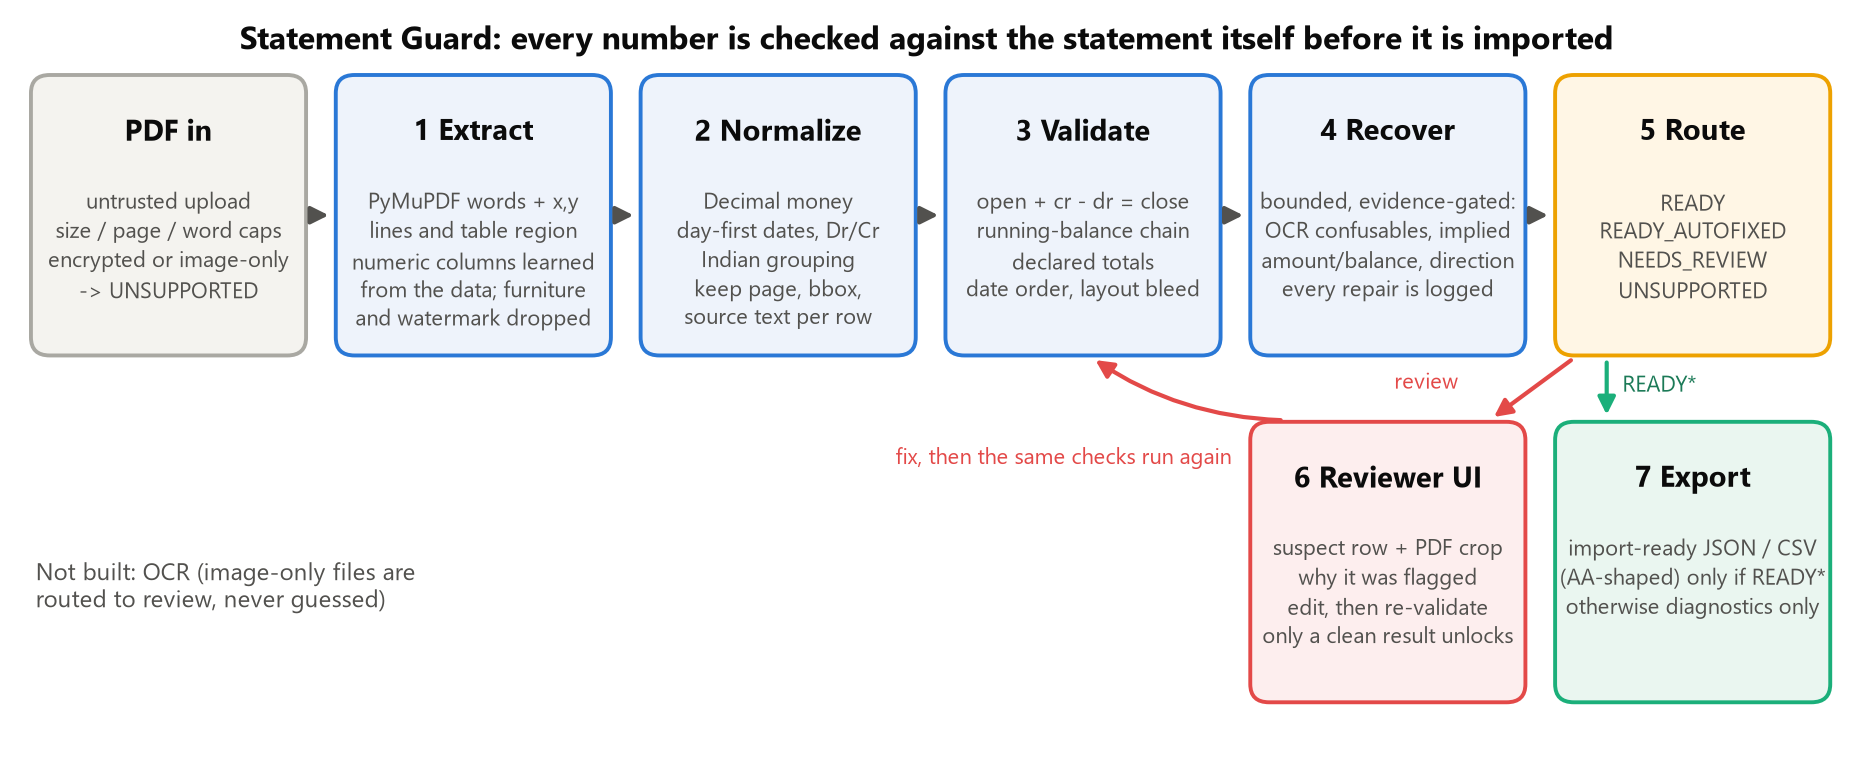 Statement Guard: every number is checked against the statement itself before it is imported
PDF in
untrusted upload
size / page / word caps
encrypted or image-only
-> UNSUPPORTED
1 Extract
PyMuPDF words + x,y
lines and table region
numeric columns learned
from the data; furniture
and watermark dropped
2 Normalize
Decimal money
day-first dates, Dr/Cr
Indian grouping
keep page, bbox,
source text per row
3 Validate
open + cr - dr = close
running-balance chain
declared totals
date order, layout bleed
4 Recover
bounded, evidence-gated:
OCR confusables, implied
amount/balance, direction
every repair is logged
5 Route
READY
READY_AUTOFIXED
NEEDS_REVIEW
UNSUPPORTED
review
READY*
fix, then the same checks run again
6 Reviewer UI
suspect row + PDF crop
why it was flagged
edit, then re-validate
only a clean result unlocks
7 Export
import-ready JSON / CSV
(AA-shaped) only if READY*
otherwise diagnostics only
Not built: OCR (image-only files are
routed to review, never guessed)